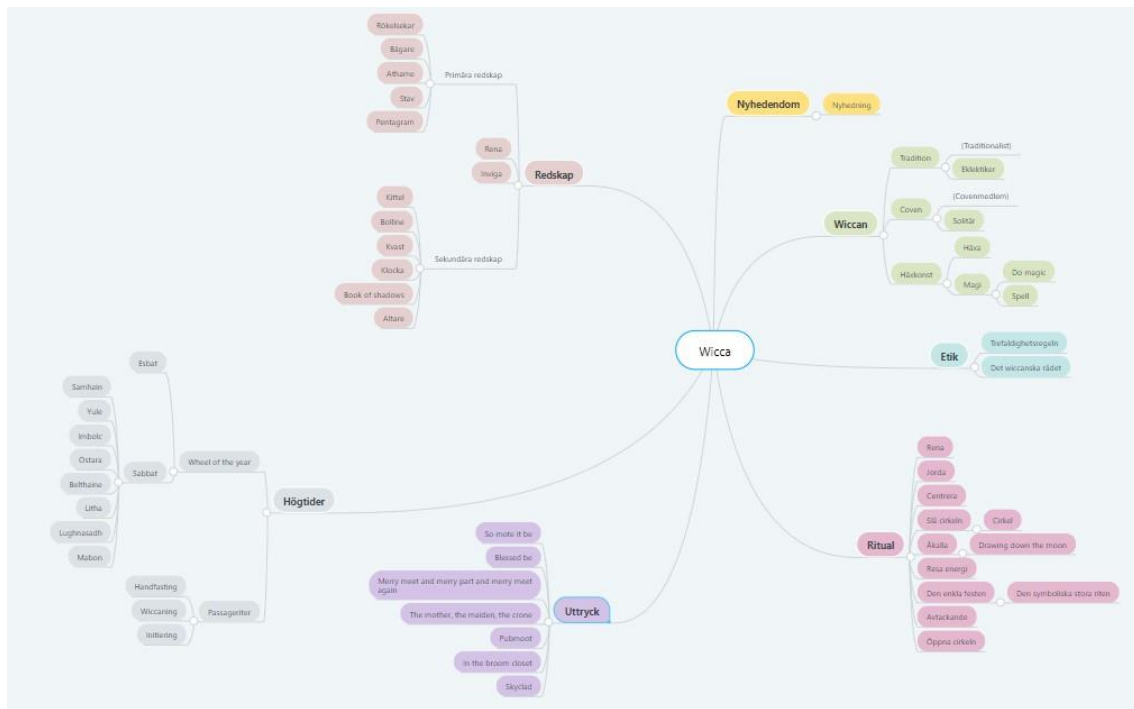 Rökelsekar
Bägare
Athame
Stav
Pentagram
Primära redskap
Rena
Inviga
Redskap
Kittel
Bolline
Kvast
Klocka
Book of shadows
Altare
Sekundära redskap
Nyhedendom
Nyhedning
Wiccan
Tradition
(Traditionalist)
Eklektiker
Coven
(Covenmedlem)
Solitär
Häxkonst
Häxa
Magi
Do magic
Spell
Wicca
Etik
Trefaldighetsregeln
Det wiccanska rådet
Esbat
Samhain
Yule
Imbolc
Ostara
Belthaine
Litha
Lughnasadh
Mabon
Sabbat
Wheel of the year
Högtider
Handfasting
Wiccaning
Initiering
Passageriter
So mote it be
Blessed be
Merry meet and merry part and merry meet
again
The mother, the maiden, the crone
Pubmoot
In the broom closet
Skyclad
Uttryck
Ritual
Rena
Jorda
Centrera
Slå cirkeln
Cirkel
Åkalla
Drawing down the moon
Resa energi
Den enkla festen
Den symboliska stora riten
Avtackande
Öppna cirkeln